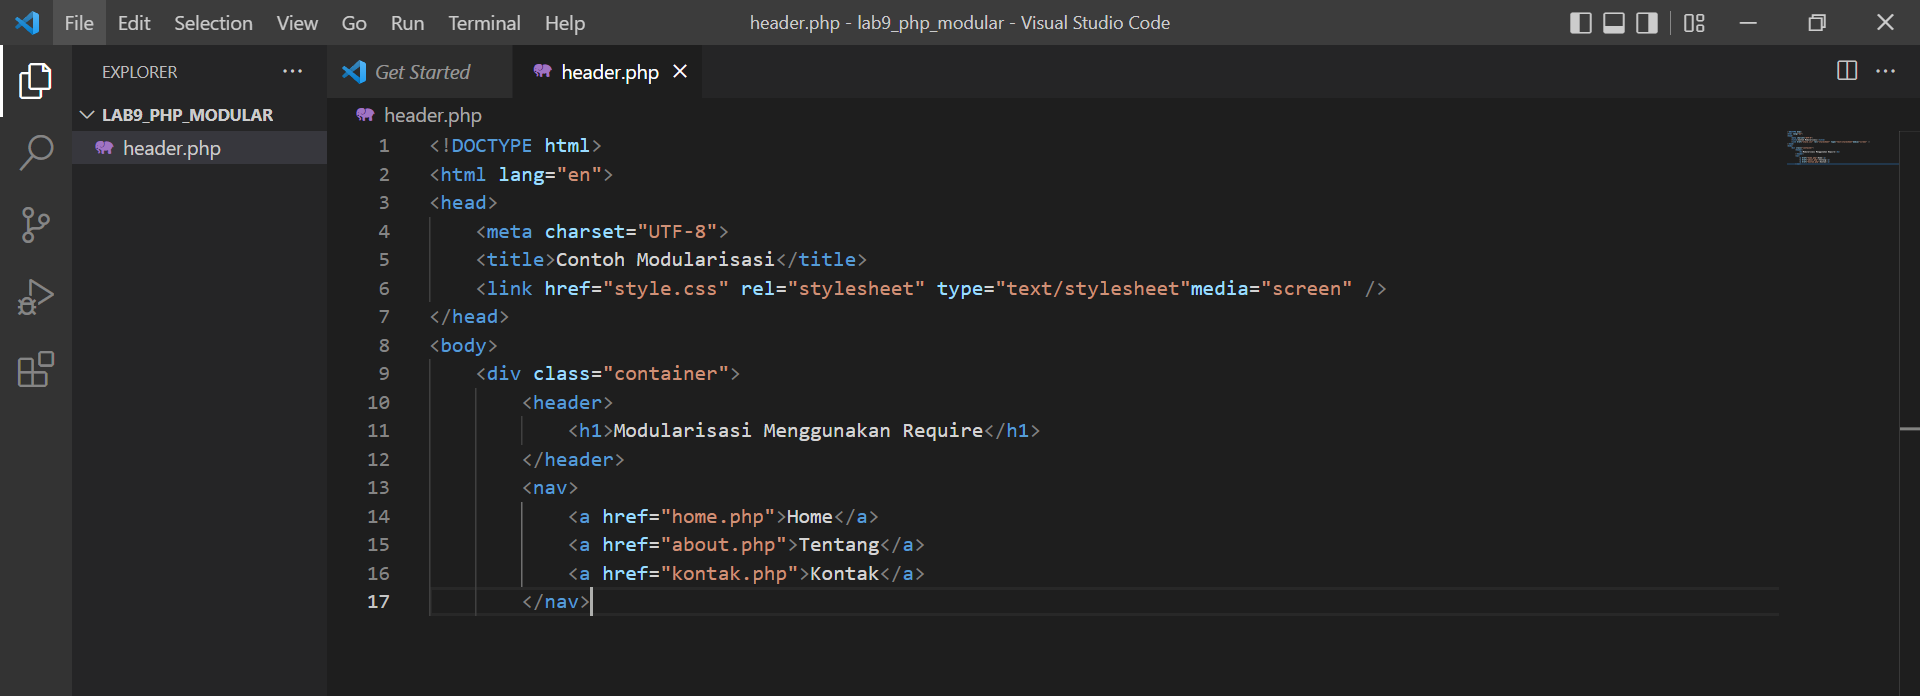 File Edit Selection View Go Run Terminal Help header.php - lab9_php_modular - Visual Studio Code
EXPLORER
LAB9_PHP_MODULAR
header.php
Get Started header.php
header.php
1 <!DOCTYPE html>
2 <html lang="en">
3 <head>
4 <meta charset="UTF-8">
5 <title>Contoh Modularisasi</title>
6 <link href="style.css" rel="stylesheet" type="text/stylesheet"media="screen" />
7 </head>
8 <body>
9 <div class="container">
10 <header>
11 <h1>Modularisasi Menggunakan Require</h1>
12 </header>
13 <nav>
14 <a href="home.php">Home</a>
15 <a href="about.php">Tentang</a>
16 <a href="kontak.php">Kontak</a>
17 </nav>